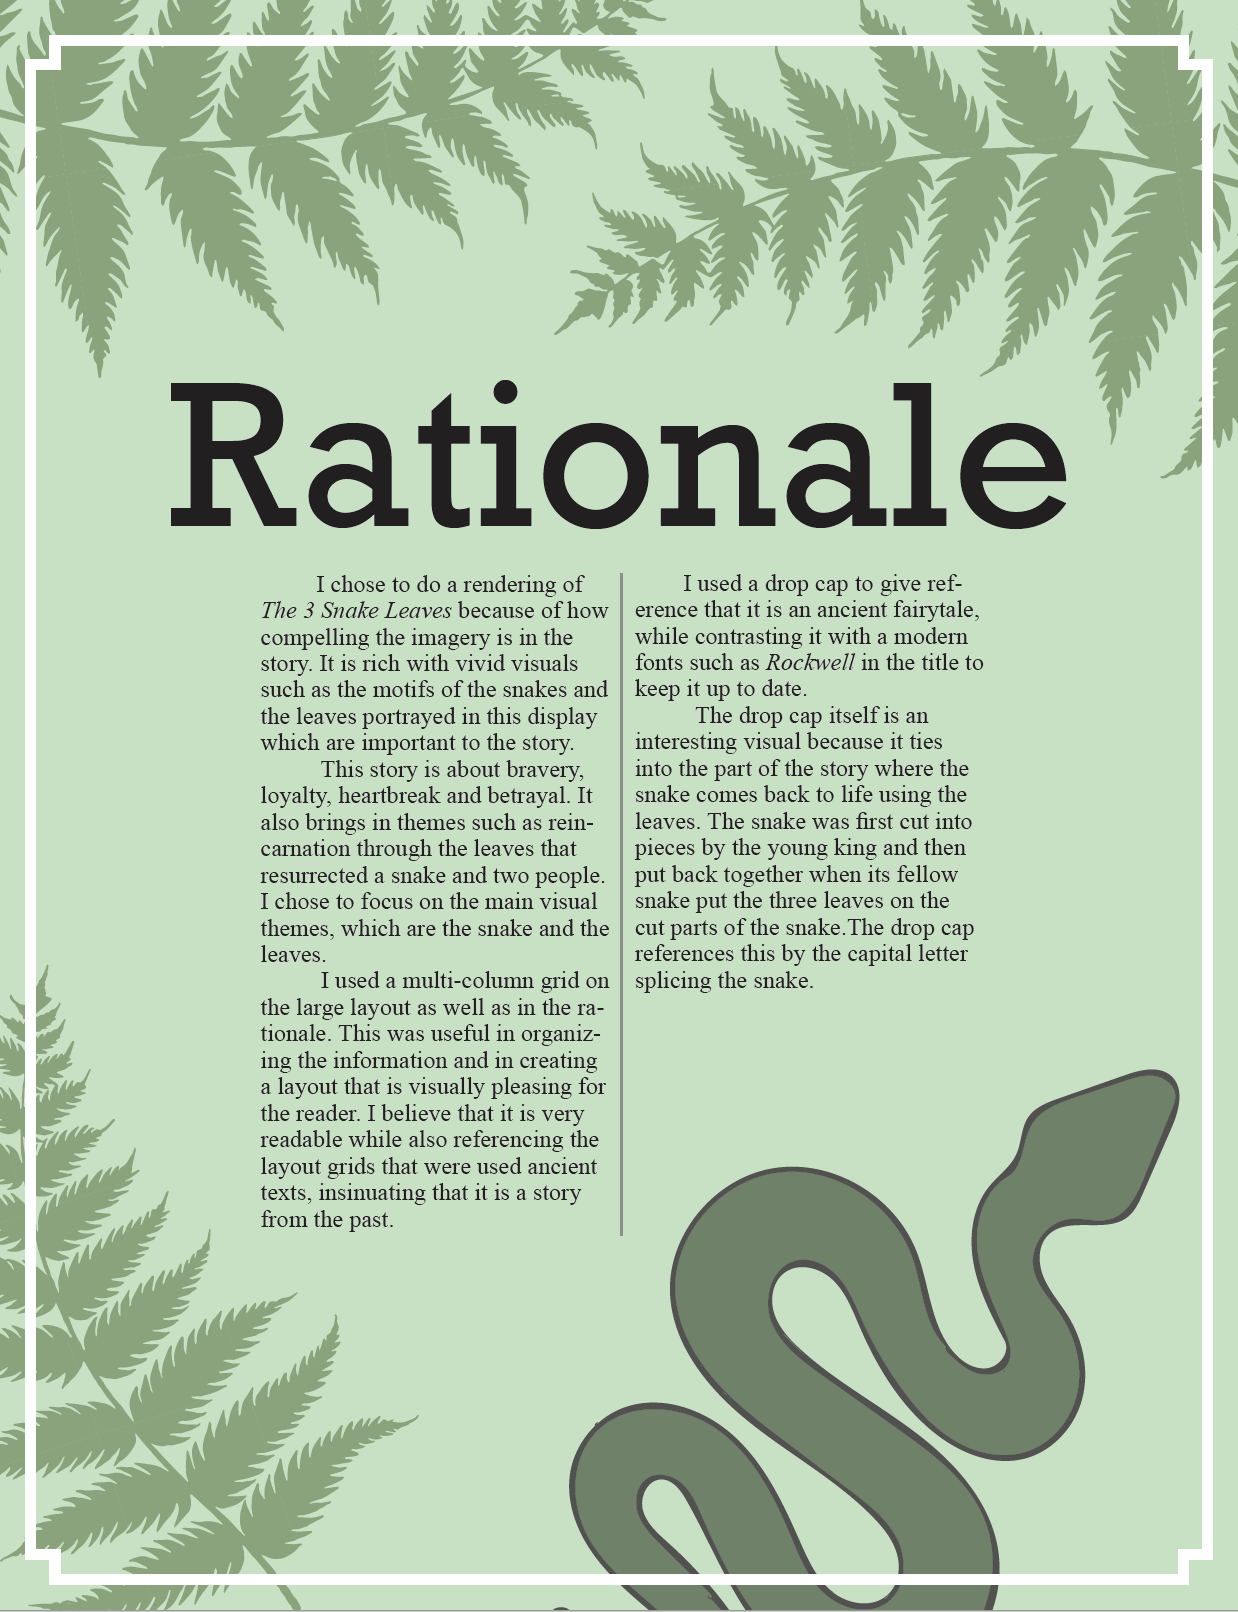 Rationale
I chose to do a rendering of
The 3 Snake Leaves because of how
compelling the imagery is in the
story. It is rich with vivid visuals
such as the motifs of the snakes and
the leaves portrayed in this display
which are important to the story.
This story is about bravery,
loyalty, heartbreak and betrayal. It
also brings in themes such as rein-
carnation through the leaves that
resurrected a snake and two people.
I chose to focus on the main visual
themes, which are the snake and the
leaves.
I used a multi-column grid on
the large layout as well as in the ra-
tionale. This was useful in organiz-
ing the information and in creating
a layout that is visually pleasing for
the reader. I believe that it is very
readable while also referencing the
layout grids that were used ancient
texts, insinuating that it is a story
from the past.
I used a drop cap to give ref-
erence that it is an ancient fairytale,
while contrasting it with a modern
fonts such as Rockwell in the title to
keep it up to date.
The drop cap itself is an
interesting visual because it ties
into the part of the story where the
snake comes back to life using the
leaves. The snake was first cut into
pieces by the young king and then
put back together when its fellow
snake put the three leaves on the
cut parts of the snake.The drop cap
references this by the capital letter
splicing the snake.